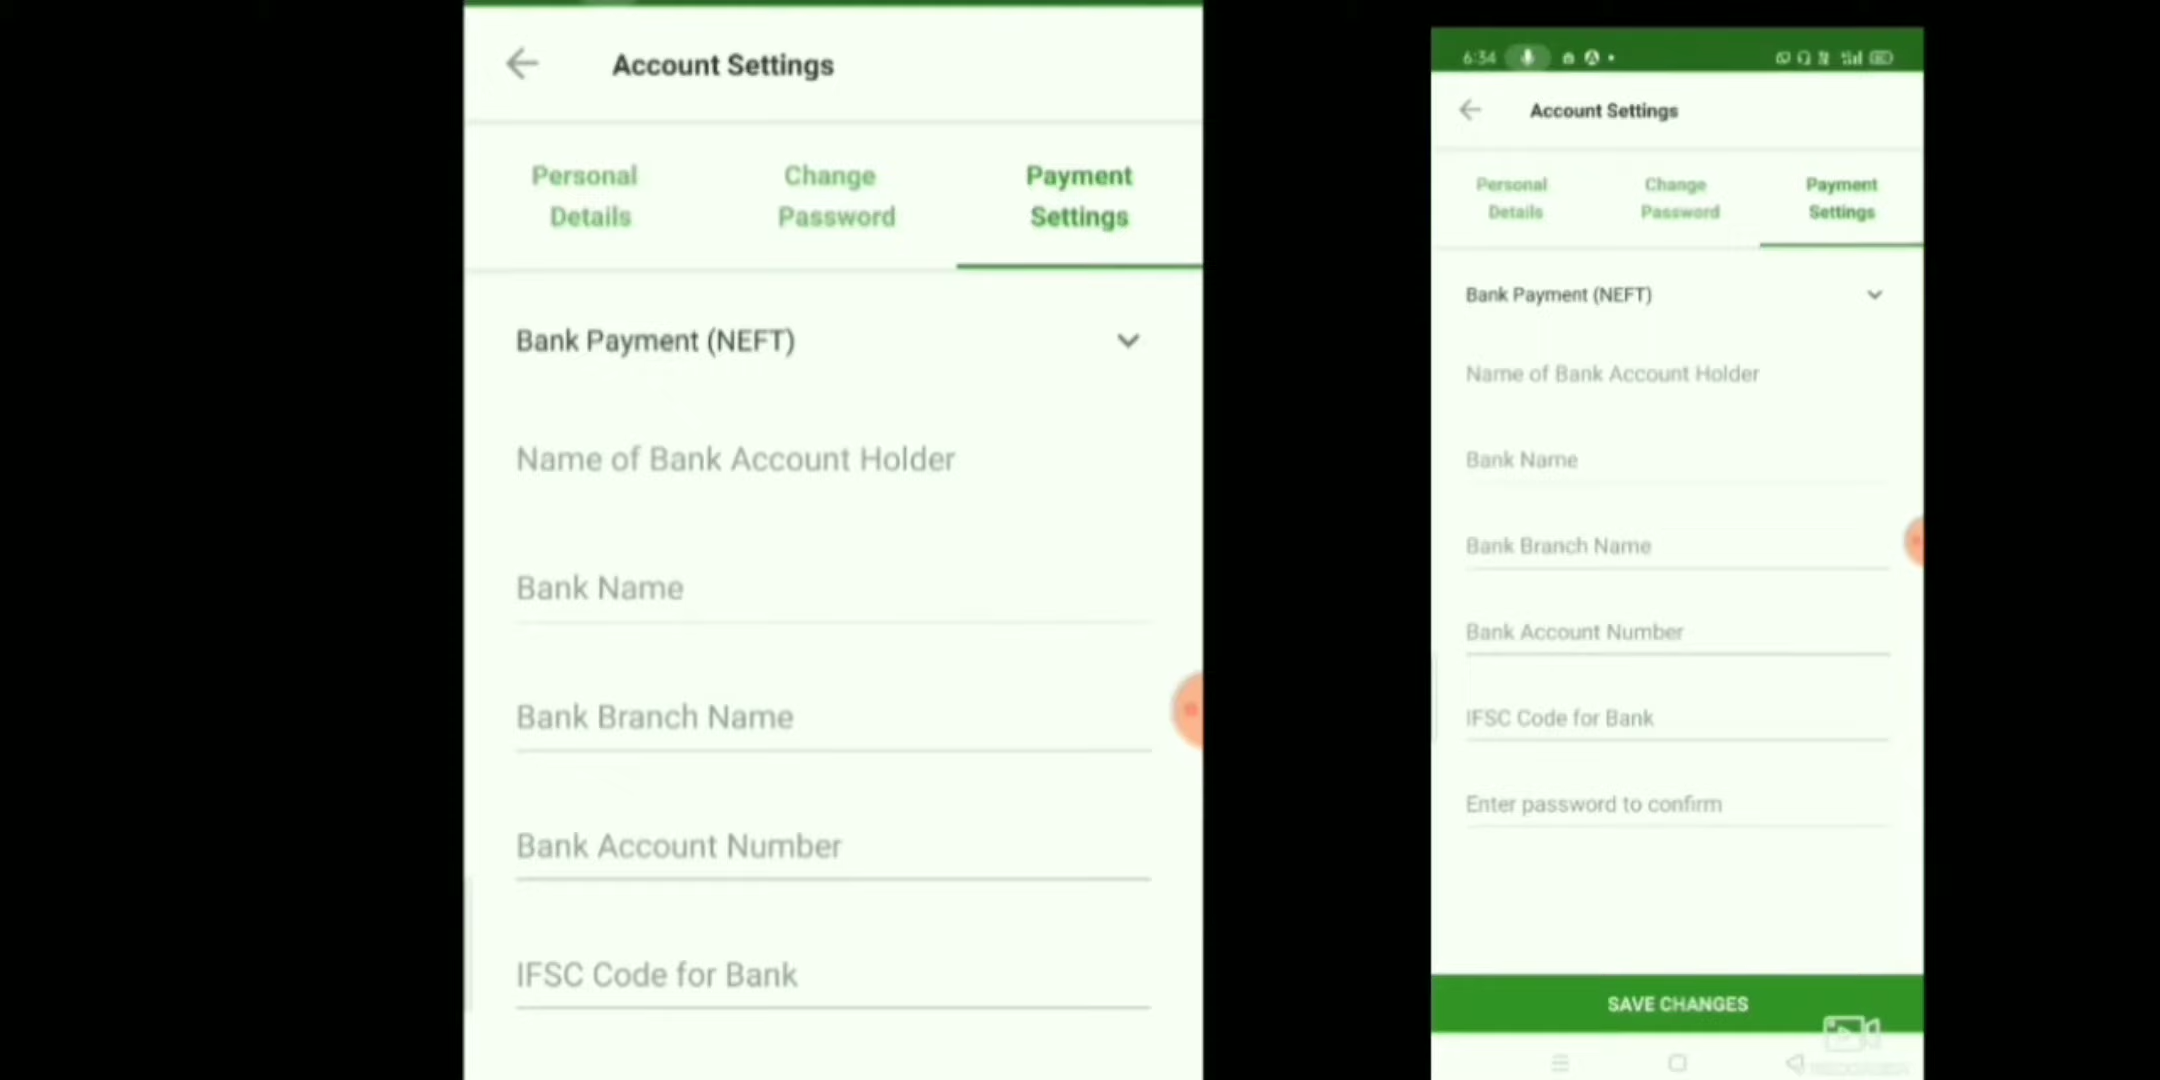 Account Settings
Personal Details
Change Password
Payment Settings
Bank Payment (NEFT)
Name of Bank Account Holder
Bank Name
Bank Branch Name
Bank Account Number
IFSC Code for Bank
6:34
Account Settings
Personal Details
Change Password
Payment Settings
Bank Payment (NEFT)
Name of Bank Account Holder
Bank Name
Bank Branch Name
Bank Account Number
IFSC Code for Bank
Enter password to confirm
SAVE CHANGES